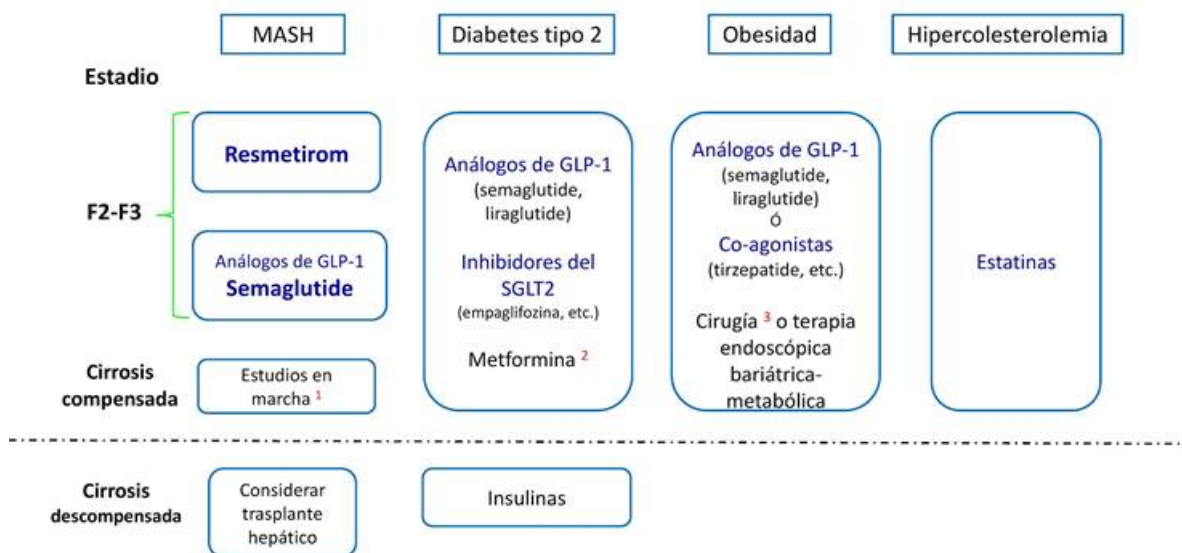 MASH
Diabetes tipo 2
Obesidad
Hipercolesterolemia
Estadio
F2-F3
Resmetirom
Análogos de GLP-1
Semaglutide
Análogos de GLP-1
(semaglutide,
liraglutide)
Inhibidores del
SGLT2
(empaglifozina, etc.)
Metformina 2
Análogos de GLP-1
(semaglutide,
liraglutide)
Ó
Co-agonistas
(tirzepatide, etc.)
Cirugía 3 o terapia
endoscópica
bariátrica-
metabólica
Estatinas
Cirrosis
compensada
Estudios en
marcha 1
Cirrosis
descompensada
Considerar
trasplante
hepático
Insulinas